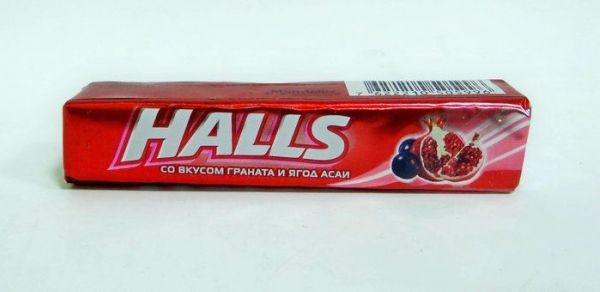 HALLS
СО ВКУСОМ ГРАНАТА И ЯГОД АСАИ